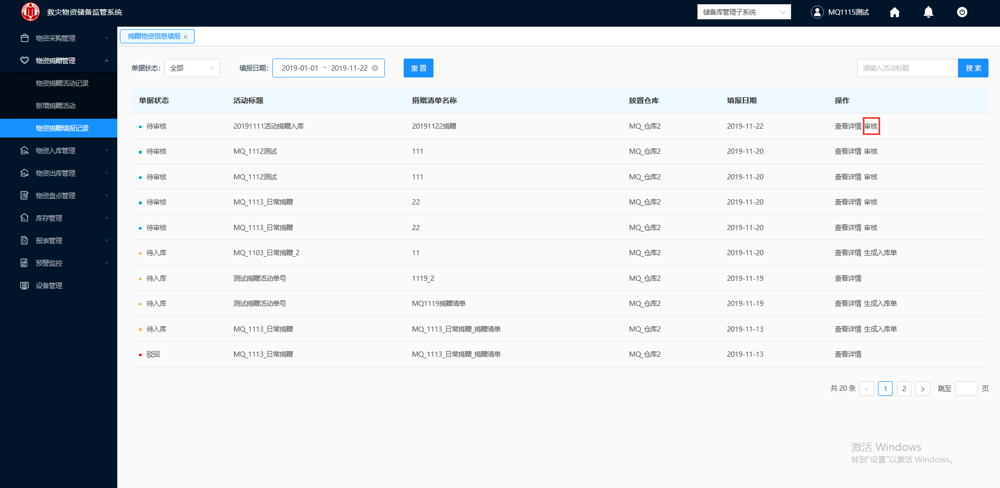 救灾物资储备监管系统
储备库管理子系统
MQ1115测试
物资采购管理
物资捐赠管理
物资捐赠活动记录
新增捐赠活动
物资捐赠填报记录
物资入库管理
物资出库管理
物资盘点管理
库存管理
报表管理
预警监控
设备管理
捐赠物资信息填报
单据状态: 全部 填报日期: 2019-01-01 ~ 2019-11-22 重 置 请输入活动标题 搜 索
单据状态 活动标题 捐赠清单名称 放置仓库 填报日期 操作
待审核 20191111活动捐赠入库 20191122捐赠 MQ_仓库2 2019-11-22 查看详情 审核
待审核 MQ_1112测试 111 MQ_仓库2 2019-11-20 查看详情 审核
待审核 MQ_1112测试 111 MQ_仓库2 2019-11-20 查看详情 审核
待审核 MQ_1113_日常捐赠 22 MQ_仓库2 2019-11-20 查看详情 审核
待审核 MQ_1113_日常捐赠 22 MQ_仓库2 2019-11-20 查看详情 审核
待入库 MQ_1103_日常捐赠_2 11 MQ_仓库2 2019-11-20 查看详情 生成入库单
待入库 测试捐赠活动单号 1119_2 MQ_仓库2 2019-11-19 查看详情
待入库 测试捐赠活动单号 MQ1119捐赠清单 MQ_仓库2 2019-11-19 查看详情 生成入库单
待入库 MQ_1113_日常捐赠 MQ_1113_日常捐赠_捐赠清单 MQ_仓库2 2019-11-13 查看详情 生成入库单
驳回 MQ_1113_日常捐赠 MQ_1113_日常捐赠_捐赠清单 MQ_仓库2 2019-11-13 查看详情
共 20 条 < 1 2 > 跳至 页
激活 Windows
转到“设置”以激活 Windows。